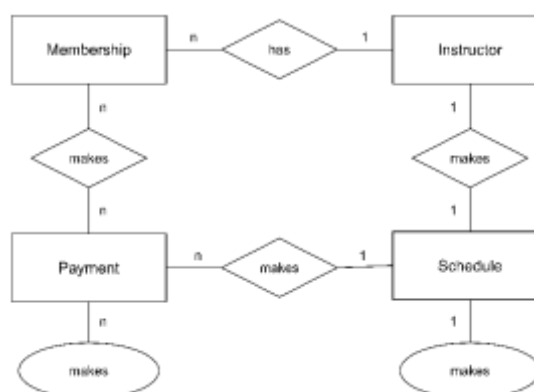 Membership
n
has
1
Instructor
n
1
makes
makes
n
1
Payment
n
makes
1
Schedule
n
1
makes
makes